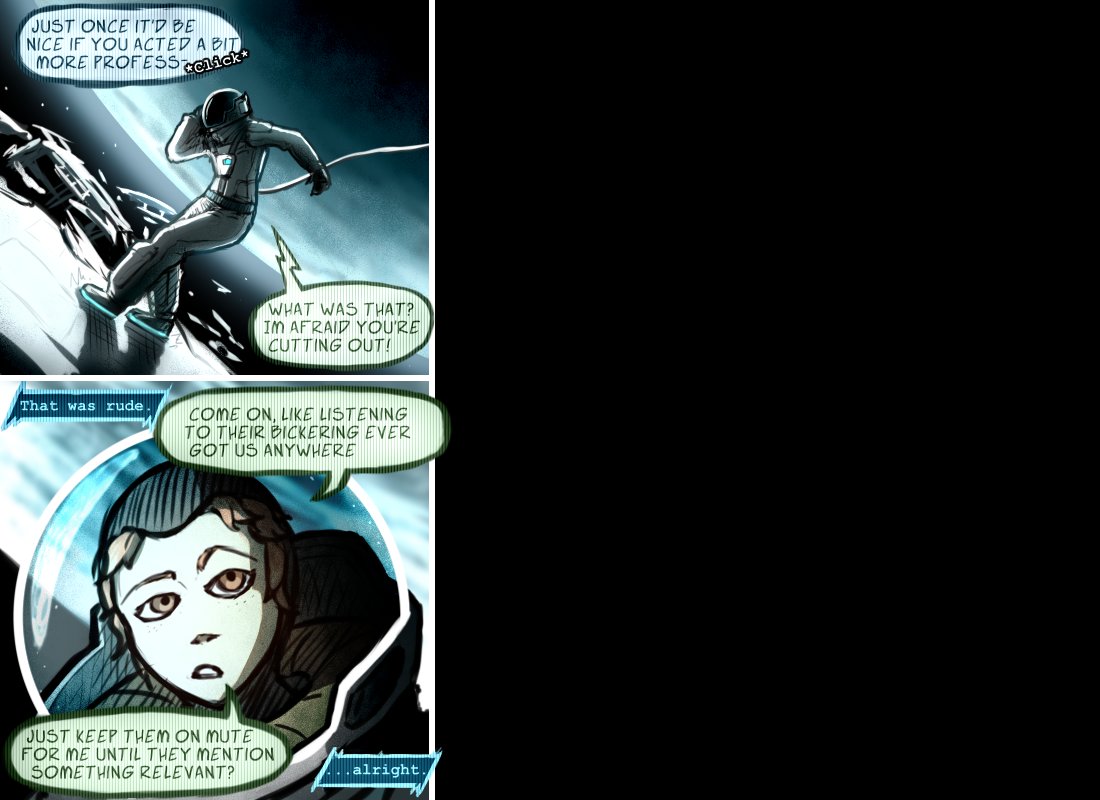 JUST ONCE IT'D BE
NICE IF YOU ACTED A BIT
MORE PROFESS-
*Click*
WHAT WAS THAT?
IM AFRAID YOU'RE
CUTTING OUT!
That was rude.
COME ON, LIKE LISTENING
TO THEIR BICKERING EVER
GOT US ANYWHERE
JUST KEEP THEM ON MUTE
FOR ME UNTIL THEY MENTION
SOMETHING RELEVANT?
...alright.